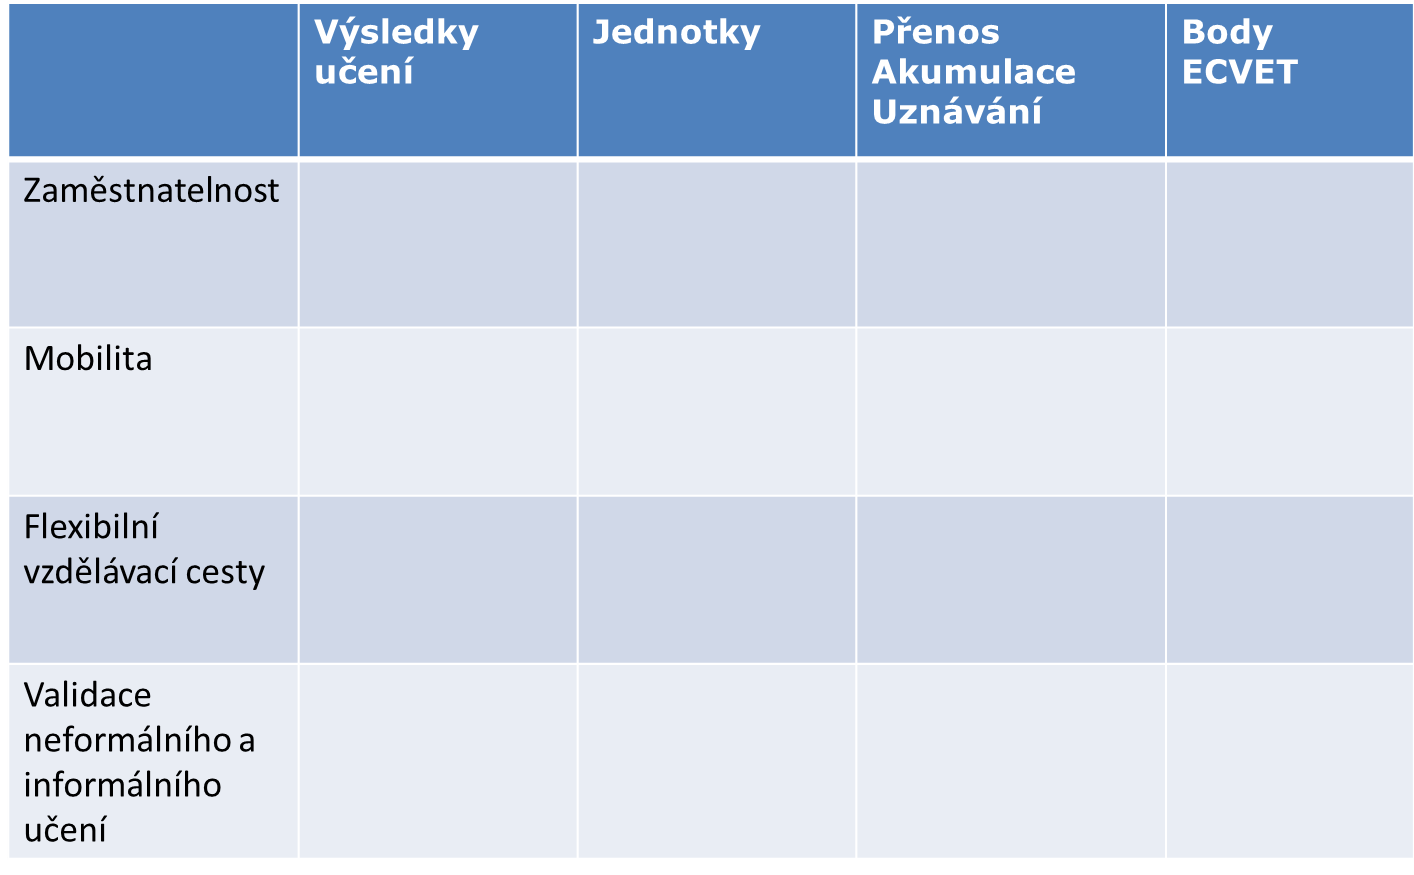 Výsledky
učení
Jednotky
Přenos
Akumulace
Uznávání
Body
ECVET
Zaměstnatelnost
Mobilita
Flexibilní
vzdělávací cesty
Validace
neformálního a
informálního
učení